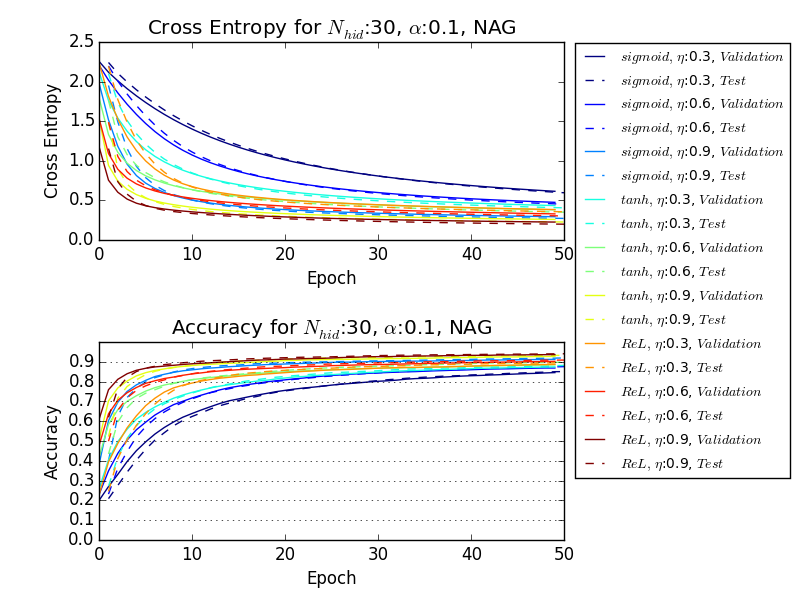 Cross Entropy for N_hid:30, α:0.1, NAG
2.5
2.0
1.5
1.0
0.5
0.0
Cross Entropy
0 10 20 30 40 50
Epoch
Accuracy for N_hid:30, α:0.1, NAG
0.9
0.8
0.7
0.6
0.5
0.4
0.3
0.2
0.1
0.0
Accuracy
0 10 20 30 40 50
Epoch
sigmoid, η:0.3, Validation
sigmoid, η:0.3, Test
sigmoid, η:0.6, Validation
sigmoid, η:0.6, Test
sigmoid, η:0.9, Validation
sigmoid, η:0.9, Test
tanh, η:0.3, Validation
tanh, η:0.3, Test
tanh, η:0.6, Validation
tanh, η:0.6, Test
tanh, η:0.9, Validation
tanh, η:0.9, Test
ReL, η:0.3, Validation
ReL, η:0.3, Test
ReL, η:0.6, Validation
ReL, η:0.6, Test
ReL, η:0.9, Validation
ReL, η:0.9, Test